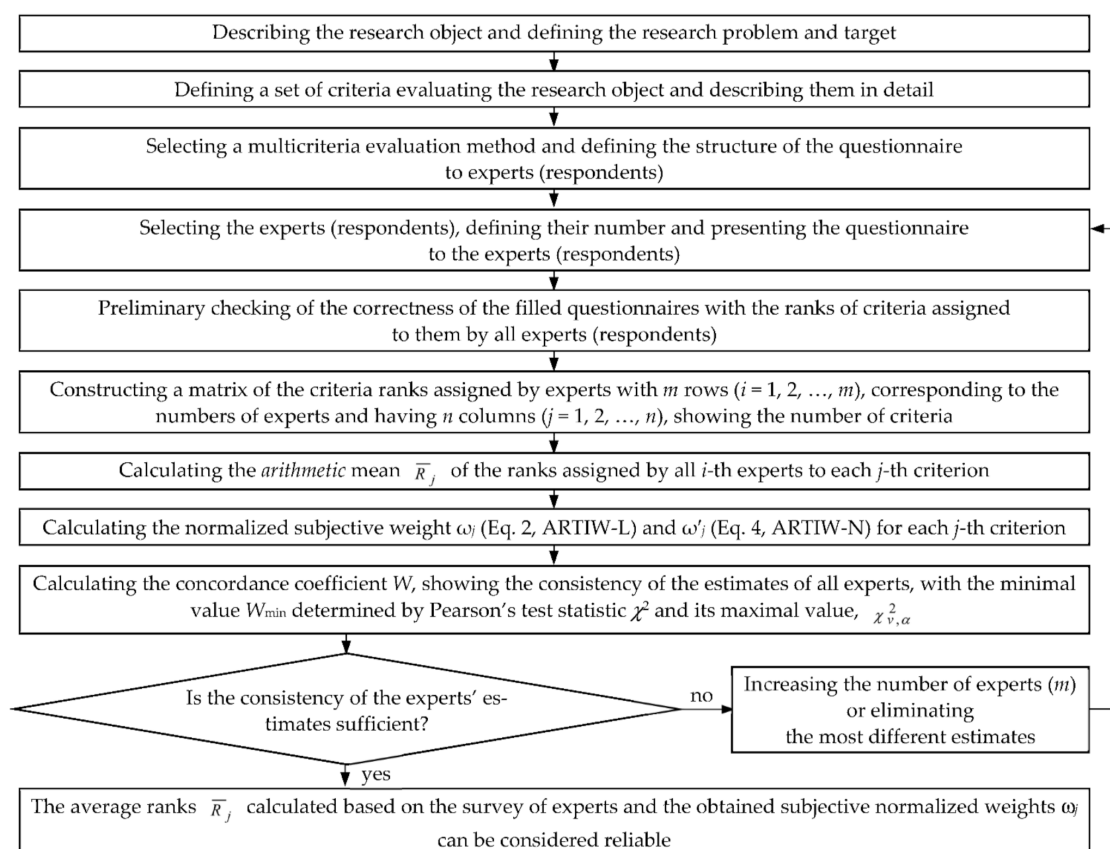 Describing the research object and defining the research problem and target
Defining a set of criteria evaluating the research object and describing them in detail
Selecting a multicriteria evaluation method and defining the structure of the questionnaire
to experts (respondents)
Selecting the experts (respondents), defining their number and presenting the questionnaire
to the experts (respondents)
Preliminary checking of the correctness of the filled questionnaires with the ranks of criteria assigned
to them by all experts (respondents)
Constructing a matrix of the criteria ranks assigned by experts with m rows (i = 1, 2, …, m), corresponding to the
numbers of experts and having n columns (j = 1, 2, …, n), showing the number of criteria
Calculating the arithmetic mean R̅j of the ranks assigned by all i-th experts to each j-th criterion
Calculating the normalized subjective weight ωj (Eq. 2, ARTIW-L) and ω′j (Eq. 4, ARTIW-N) for each j-th criterion
Calculating the concordance coefficient W, showing the consistency of the estimates of all experts, with the minimal
value Wmin determined by Pearson’s test statistic χ² and its maximal value, χ²ν,α
Is the consistency of the experts’ es-
timates sufficient?
no
Increasing the number of experts (m)
or eliminating
the most different estimates
yes
The average ranks R̅j calculated based on the survey of experts and the obtained subjective normalized weights ωj
can be considered reliable